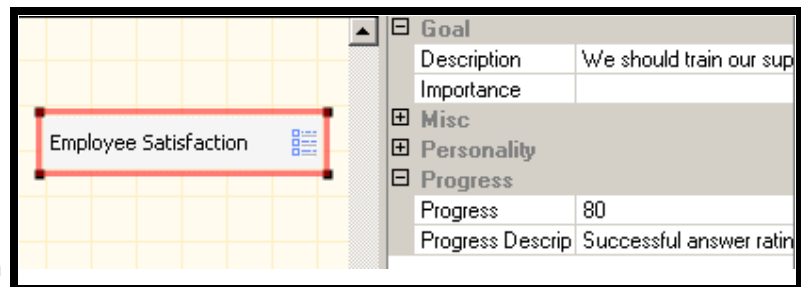 Employee Satisfaction
Goal
Description We should train our sup
Importance
Misc
Personality
Progress
Progress 80
Progress Descrip Successful answer ratin